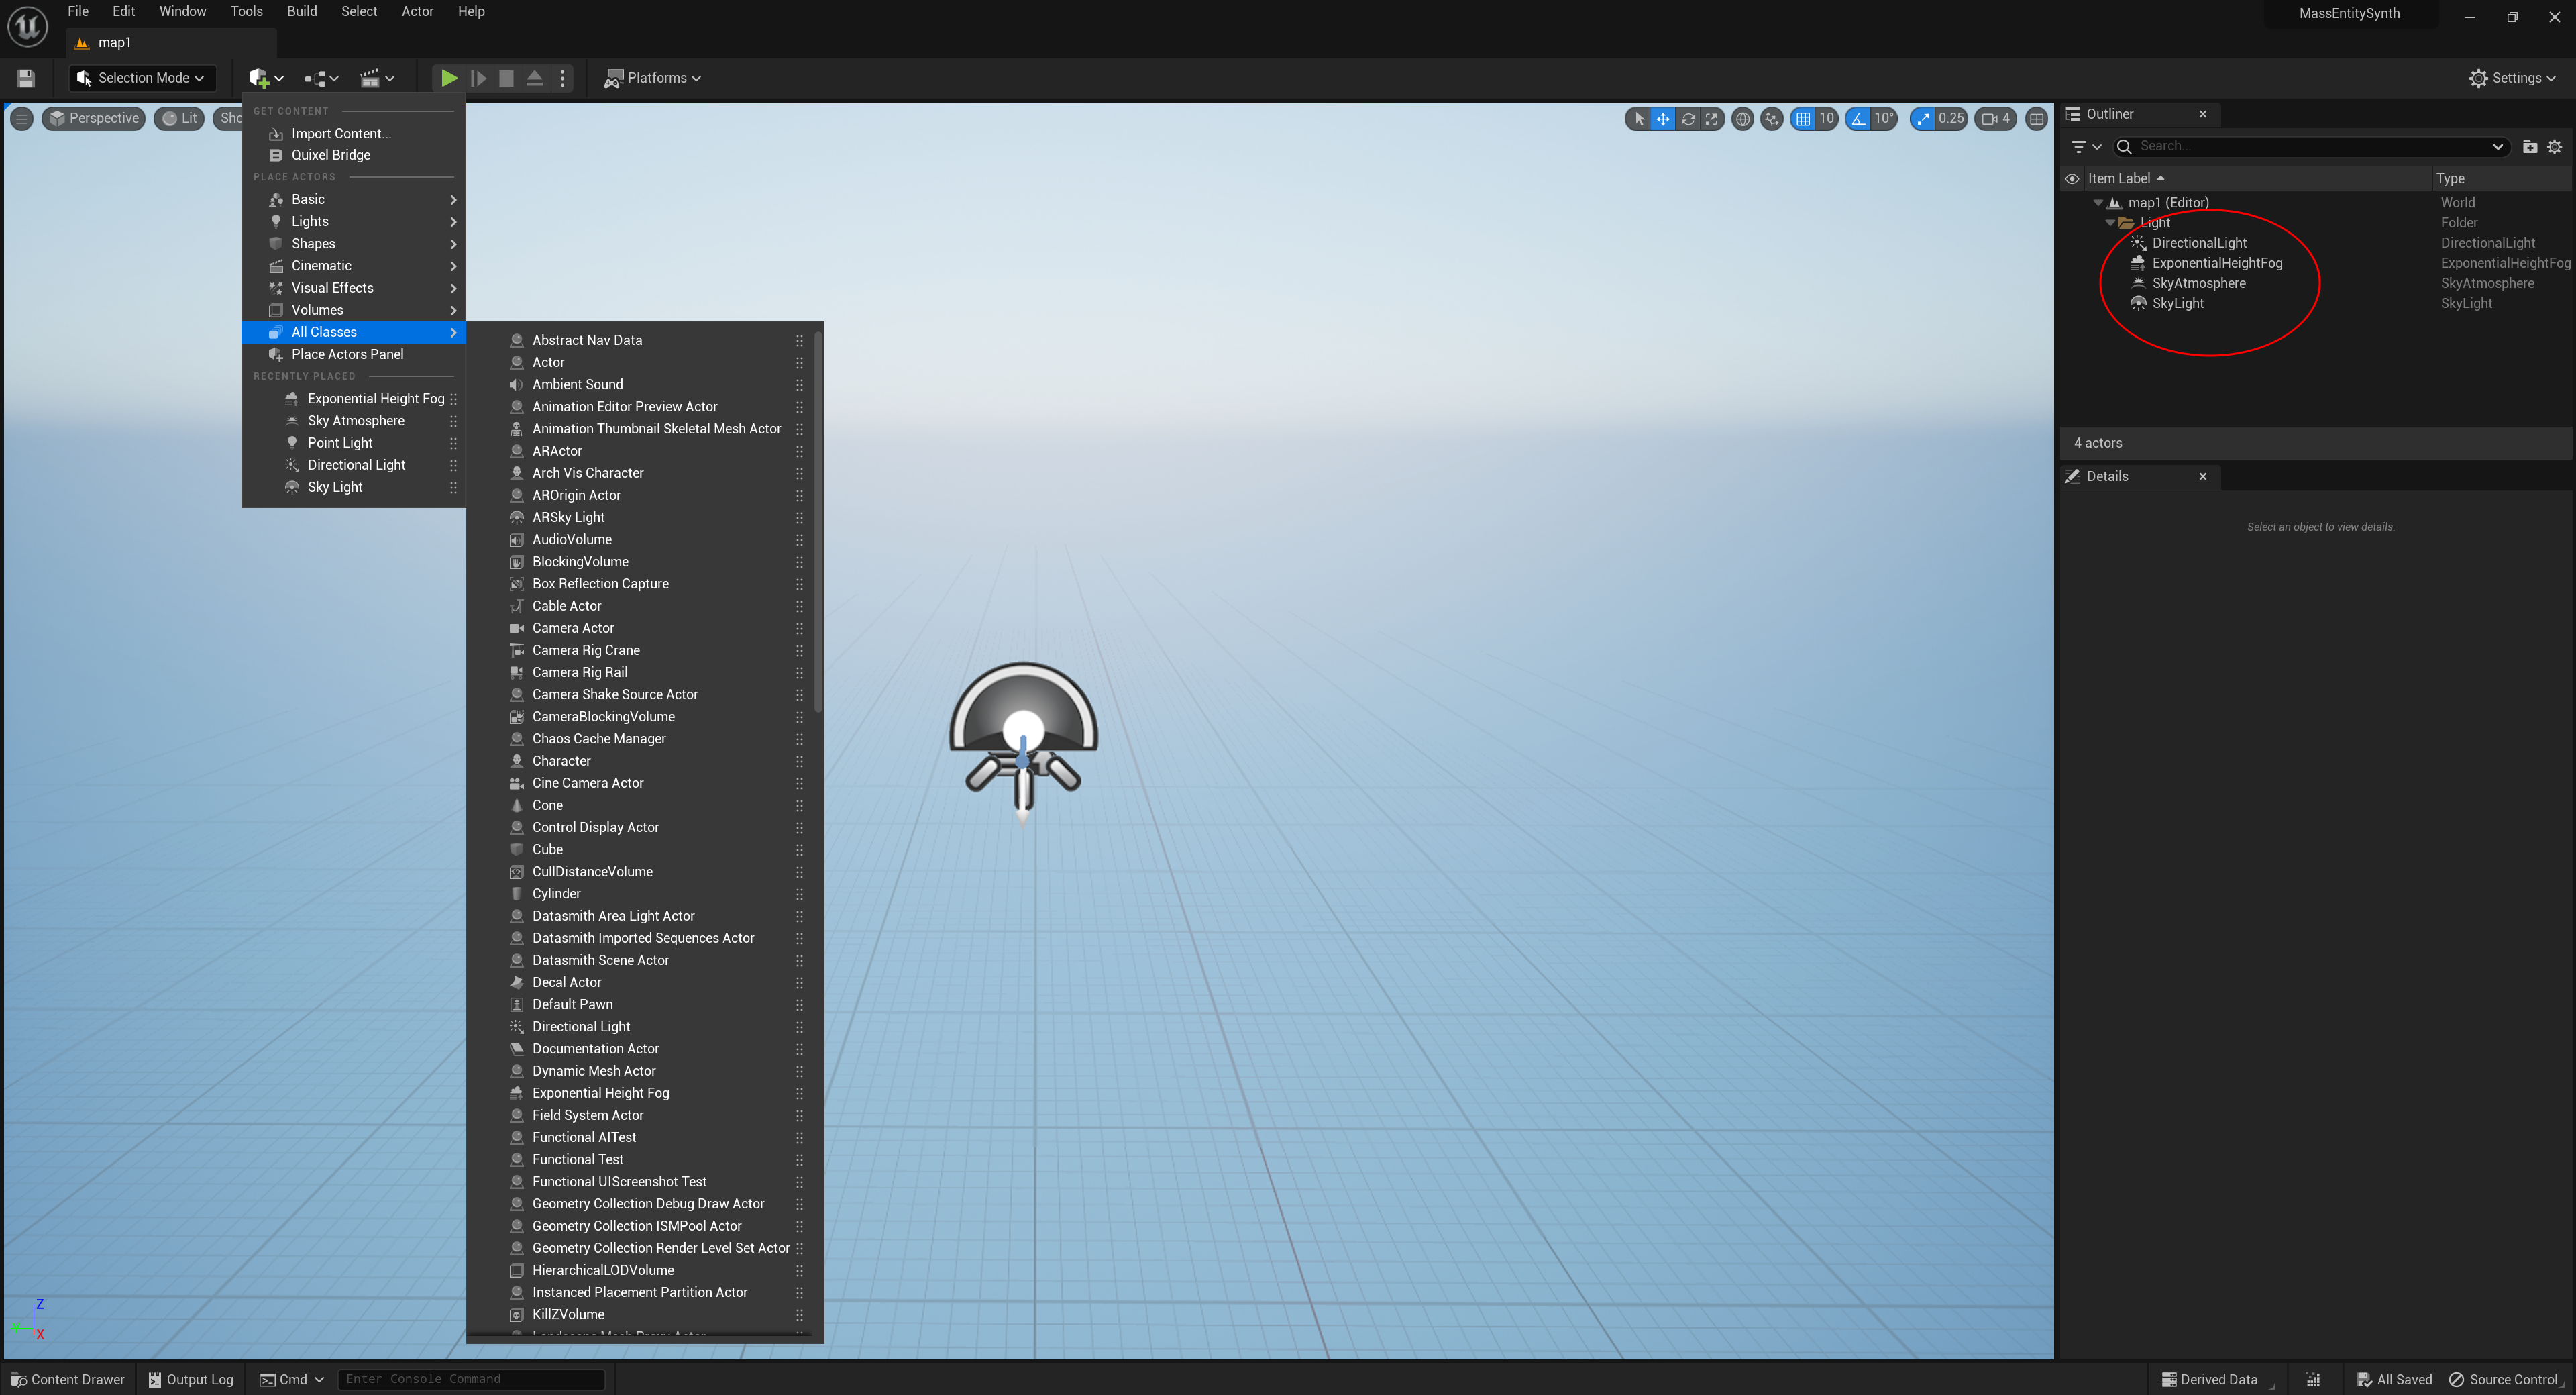 File Edit Window Tools Build Select Actor Help
MassEntitySynth
map1
Selection Mode
Platforms
Settings
Perspective
Lit
Sho
10
10°
0.25
4
GET CONTENT
Import Content...
Quixel Bridge
PLACE ACTORS
Basic
Lights
Shapes
Cinematic
Visual Effects
Volumes
All Classes
Place Actors Panel
RECENTLY PLACED
Exponential Height Fog
Sky Atmosphere
Point Light
Directional Light
Sky Light
Abstract Nav Data
Actor
Ambient Sound
Animation Editor Preview Actor
Animation Thumbnail Skeletal Mesh Actor
ARActor
Arch Vis Character
AROrigin Actor
ARSky Light
AudioVolume
BlockingVolume
Box Reflection Capture
Cable Actor
Camera Actor
Camera Rig Crane
Camera Rig Rail
Camera Shake Source Actor
CameraBlockingVolume
Chaos Cache Manager
Character
Cine Camera Actor
Cone
Control Display Actor
Cube
CullDistanceVolume
Cylinder
Datasmith Area Light Actor
Datasmith Imported Sequences Actor
Datasmith Scene Actor
Decal Actor
Default Pawn
Directional Light
Documentation Actor
Dynamic Mesh Actor
Exponential Height Fog
Field System Actor
Functional AITest
Functional Test
Functional UIScreenshot Test
Geometry Collection Debug Draw Actor
Geometry Collection ISMPool Actor
Geometry Collection Render Level Set Actor
HierarchicalLODVolume
Instanced Placement Partition Actor
KillZVolume
Z
X
Outliner
Search...
Item Label Type
map1 (Editor) World
Light Folder
DirectionalLight DirectionalLight
ExponentialHeightFog ExponentialHeightFog
SkyAtmosphere SkyAtmosphere
SkyLight SkyLight
4 actors
Details
Select an object to view details.
Content Drawer
Output Log
Cmd
Enter Console Command
Derived Data
All Saved
Source Control